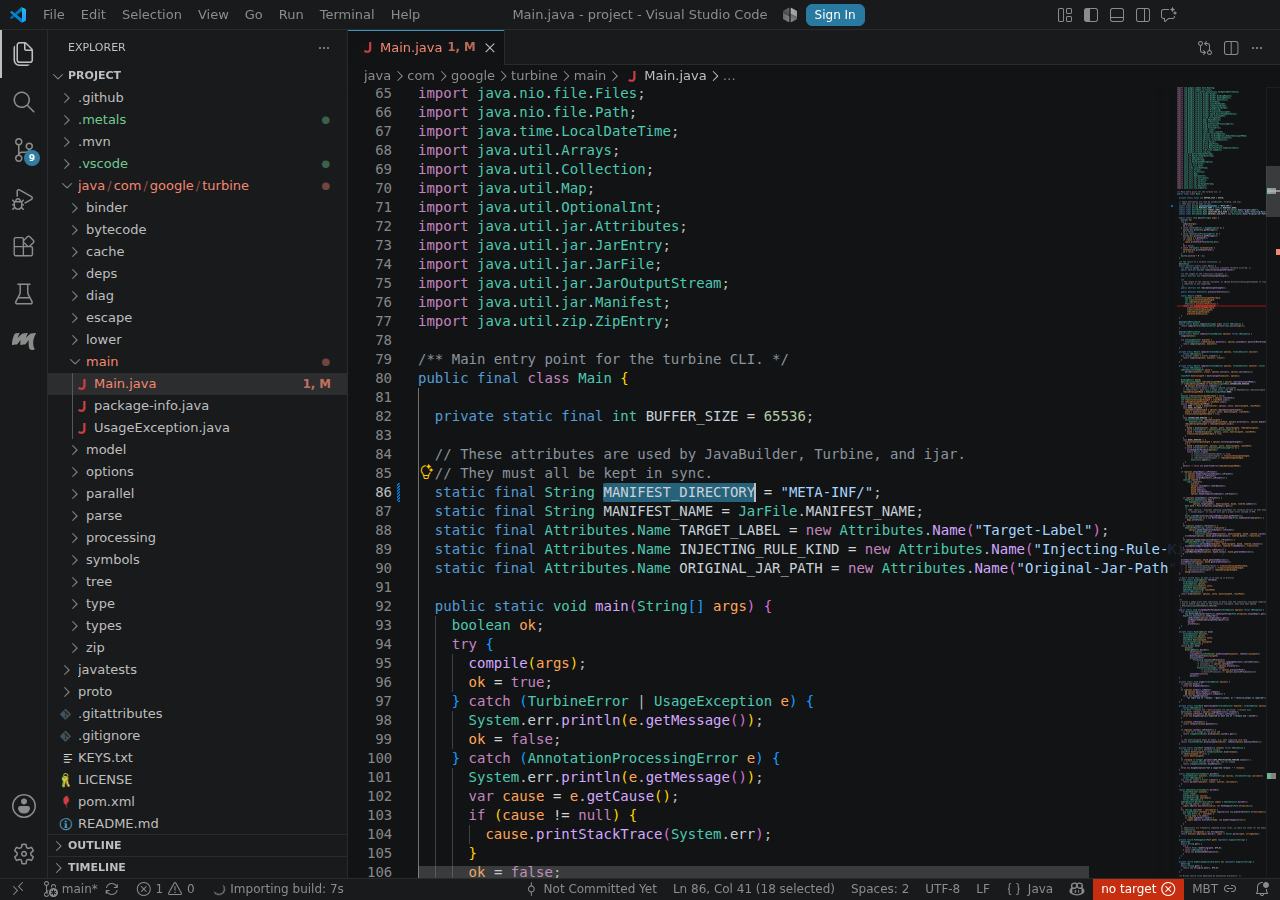 File Edit Selection View Go Run Terminal Help
Main.java - project - Visual Studio Code
Sign In
EXPLORER
PROJECT
.github
.metals
.mvn
.vscode
java/com/google/turbine
binder
bytecode
cache
deps
diag
escape
lower
main
Main.java 1, M
package-info.java
UsageException.java
model
options
parallel
parse
processing
symbols
tree
type
types
zip
javatests
proto
.gitattributes
.gitignore
KEYS.txt
LICENSE
pom.xml
README.md
OUTLINE
TIMELINE
9
Main.java 1, M
java > com > google > turbine > main > Main.java > ...
65 import java.nio.file.Files;
66 import java.nio.file.Path;
67 import java.time.LocalDateTime;
68 import java.util.Arrays;
69 import java.util.Collection;
70 import java.util.Map;
71 import java.util.OptionalInt;
72 import java.util.jar.Attributes;
73 import java.util.jar.JarEntry;
74 import java.util.jar.JarFile;
75 import java.util.jar.JarOutputStream;
76 import java.util.jar.Manifest;
77 import java.util.zip.ZipEntry;
78
79 /** Main entry point for the turbine CLI. */
80 public final class Main {
81
82 private static final int BUFFER_SIZE = 65536;
83
84 // These attributes are used by JavaBuilder, Turbine, and ijar.
85 // They must all be kept in sync.
86 static final String MANIFEST_DIRECTORY = "META-INF/";
87 static final String MANIFEST_NAME = JarFile.MANIFEST_NAME;
88 static final Attributes.Name TARGET_LABEL = new Attributes.Name("Target-Label");
89 static final Attributes.Name INJECTING_RULE_KIND = new Attributes.Name("Injecting-Rule-K
90 static final Attributes.Name ORIGINAL_JAR_PATH = new Attributes.Name("Original-Jar-Path
91
92 public static void main(String[] args) {
93 boolean ok;
94 try {
95 compile(args);
96 ok = true;
97 } catch (TurbineError | UsageException e) {
98 System.err.println(e.getMessage());
99 ok = false;
100 } catch (AnnotationProcessingError e) {
101 System.err.println(e.getMessage());
102 var cause = e.getCause();
103 if (cause != null) {
104 cause.printStackTrace(System.err);
105 }
106 ok = false;
main* 1 0 Importing build: 7s Not Committed Yet Ln 86, Col 41 (18 selected) Spaces: 2 UTF-8 LF { } Java no target MBT